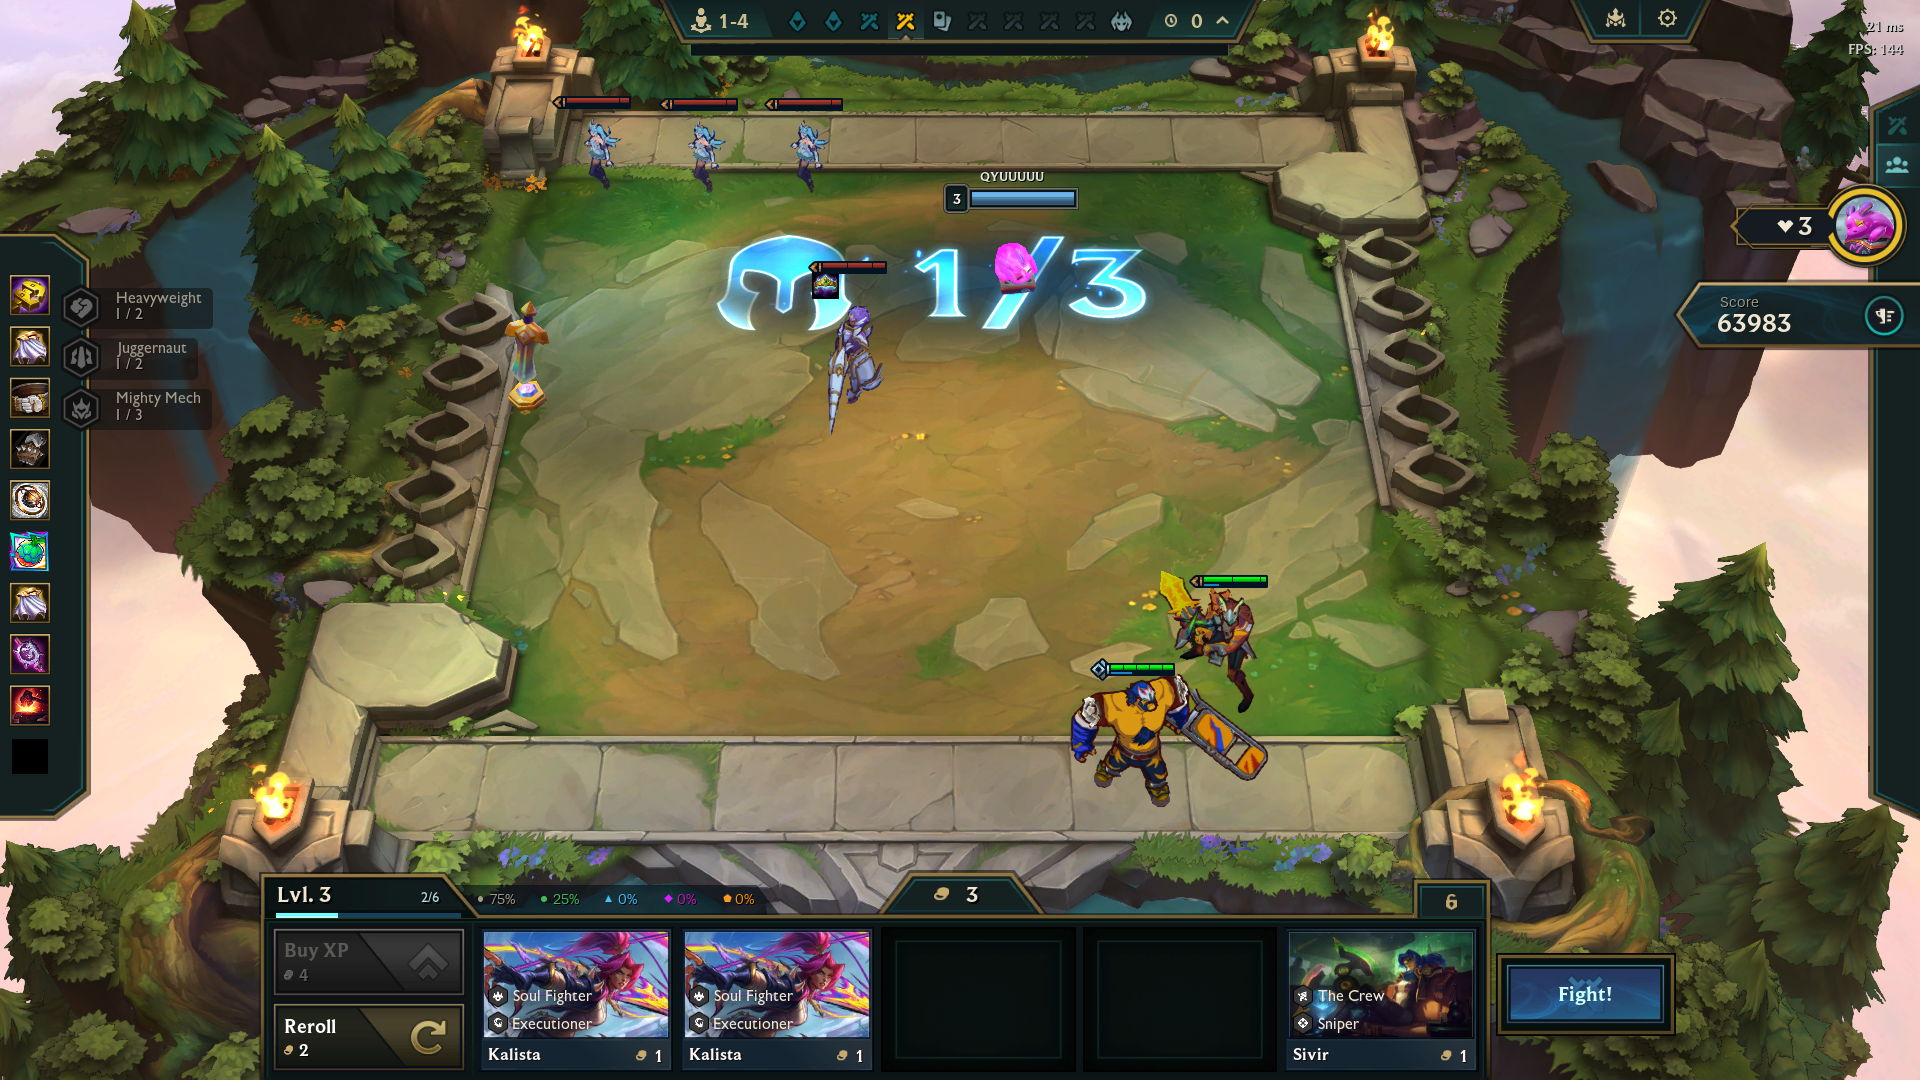 1-4
0
21 ms
FPS: 144
QYUUUUU
3
1/3
3
Score
63983
Heavyweight
1 / 2
Juggernaut
1 / 2
Mighty Mech
1 / 3
Lvl. 3
2/6
75%
25%
0%
0%
0%
3
6
Buy XP
4
Reroll
2
Soul Fighter
Executioner
Kalista
1
Soul Fighter
Executioner
Kalista
1
The Crew
Sniper
Sivir
1
Fight!